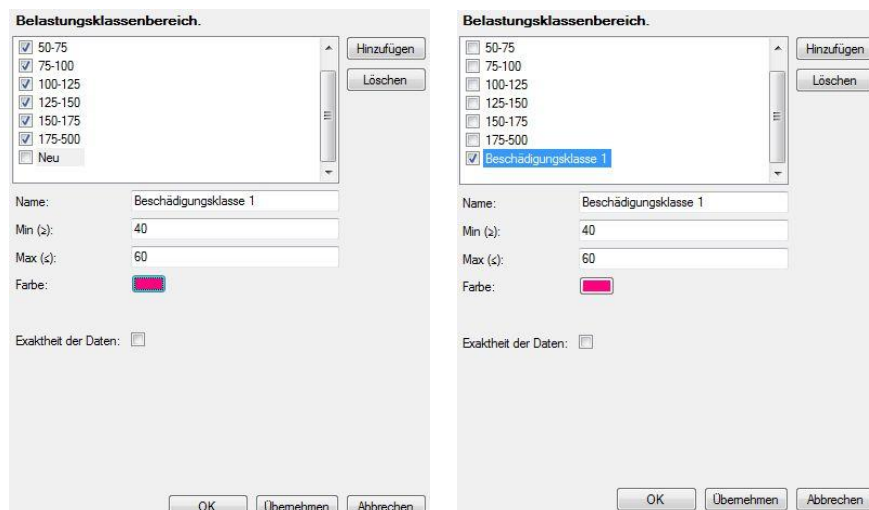 Belastungsklassenbereich.
50-75
75-100
100-125
125-150
150-175
175-500
Neu
Hinzufügen
Löschen
Name: Beschädigungsklasse 1
Min (≥): 40
Max (≤): 60
Farbe:
Exaktheit der Daten:
OK Übernehmen Abbrechen
Belastungsklassenbereich.
50-75
75-100
100-125
125-150
150-175
175-500
Beschädigungsklasse 1
Hinzufügen
Löschen
Name: Beschädigungsklasse 1
Min (≥): 40
Max (≤): 60
Farbe:
Exaktheit der Daten:
OK Übernehmen Abbrechen